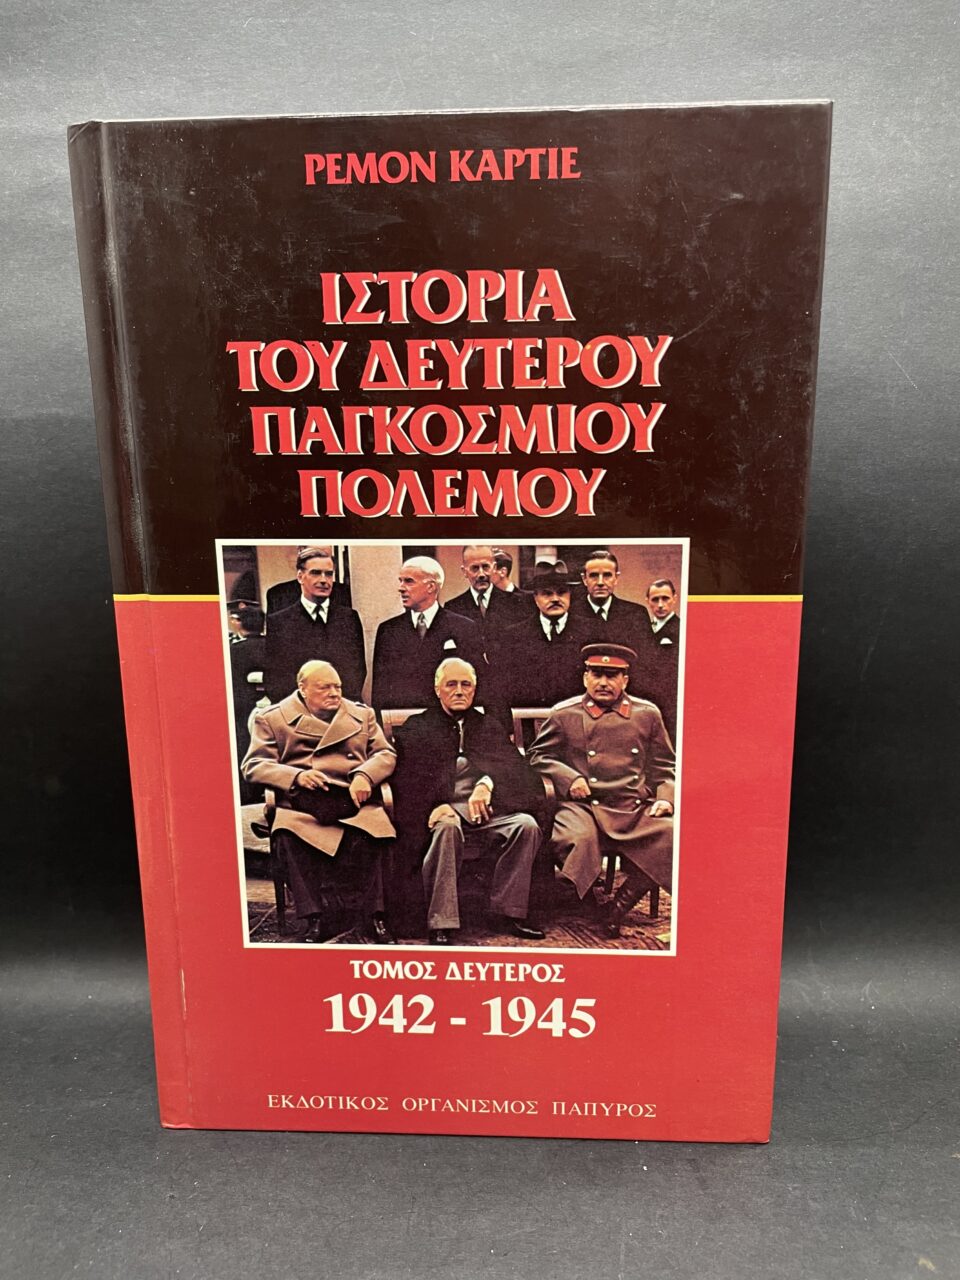 ΡΕΜΟΝ ΚΑΡΤΙΕ
ΙΣΤΟΡΙΑ
ΤΟΥ ΔΕΥΤΕΡΟΥ
ΠΑΓΚΟΣΜΙΟΥ
ΠΟΛΕΜΟΥ
ΤΟΜΟΣ ΔΕΥΤΕΡΟΣ
1942 - 1945
ΕΚΔΟΤΙΚΟΣ ΟΡΓΑΝΙΣΜΟΣ ΠΑΠΥΡΟΣ